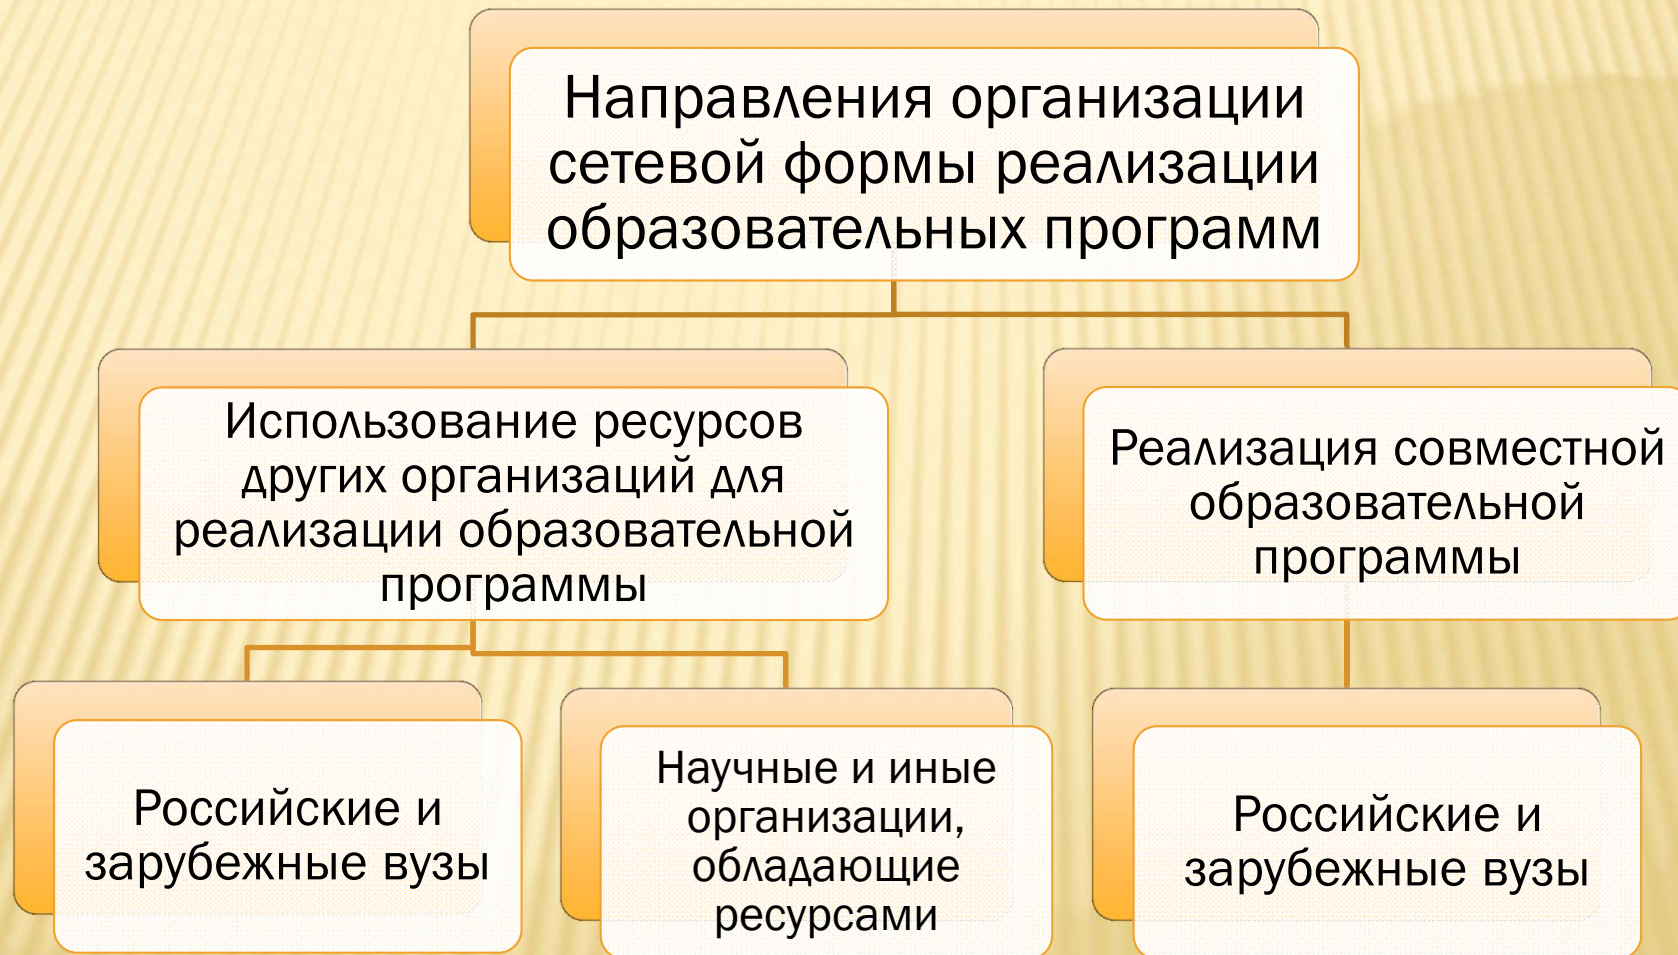 Направления организации
сетевой формы реализации
образовательных программ
Использование ресурсов
других организаций для
реализации образовательной
программы
Реализация совместной
образовательной
программы
Российские и
зарубежные вузы
Научные и иные
организации,
обладающие
ресурсами
Российские и
зарубежные вузы